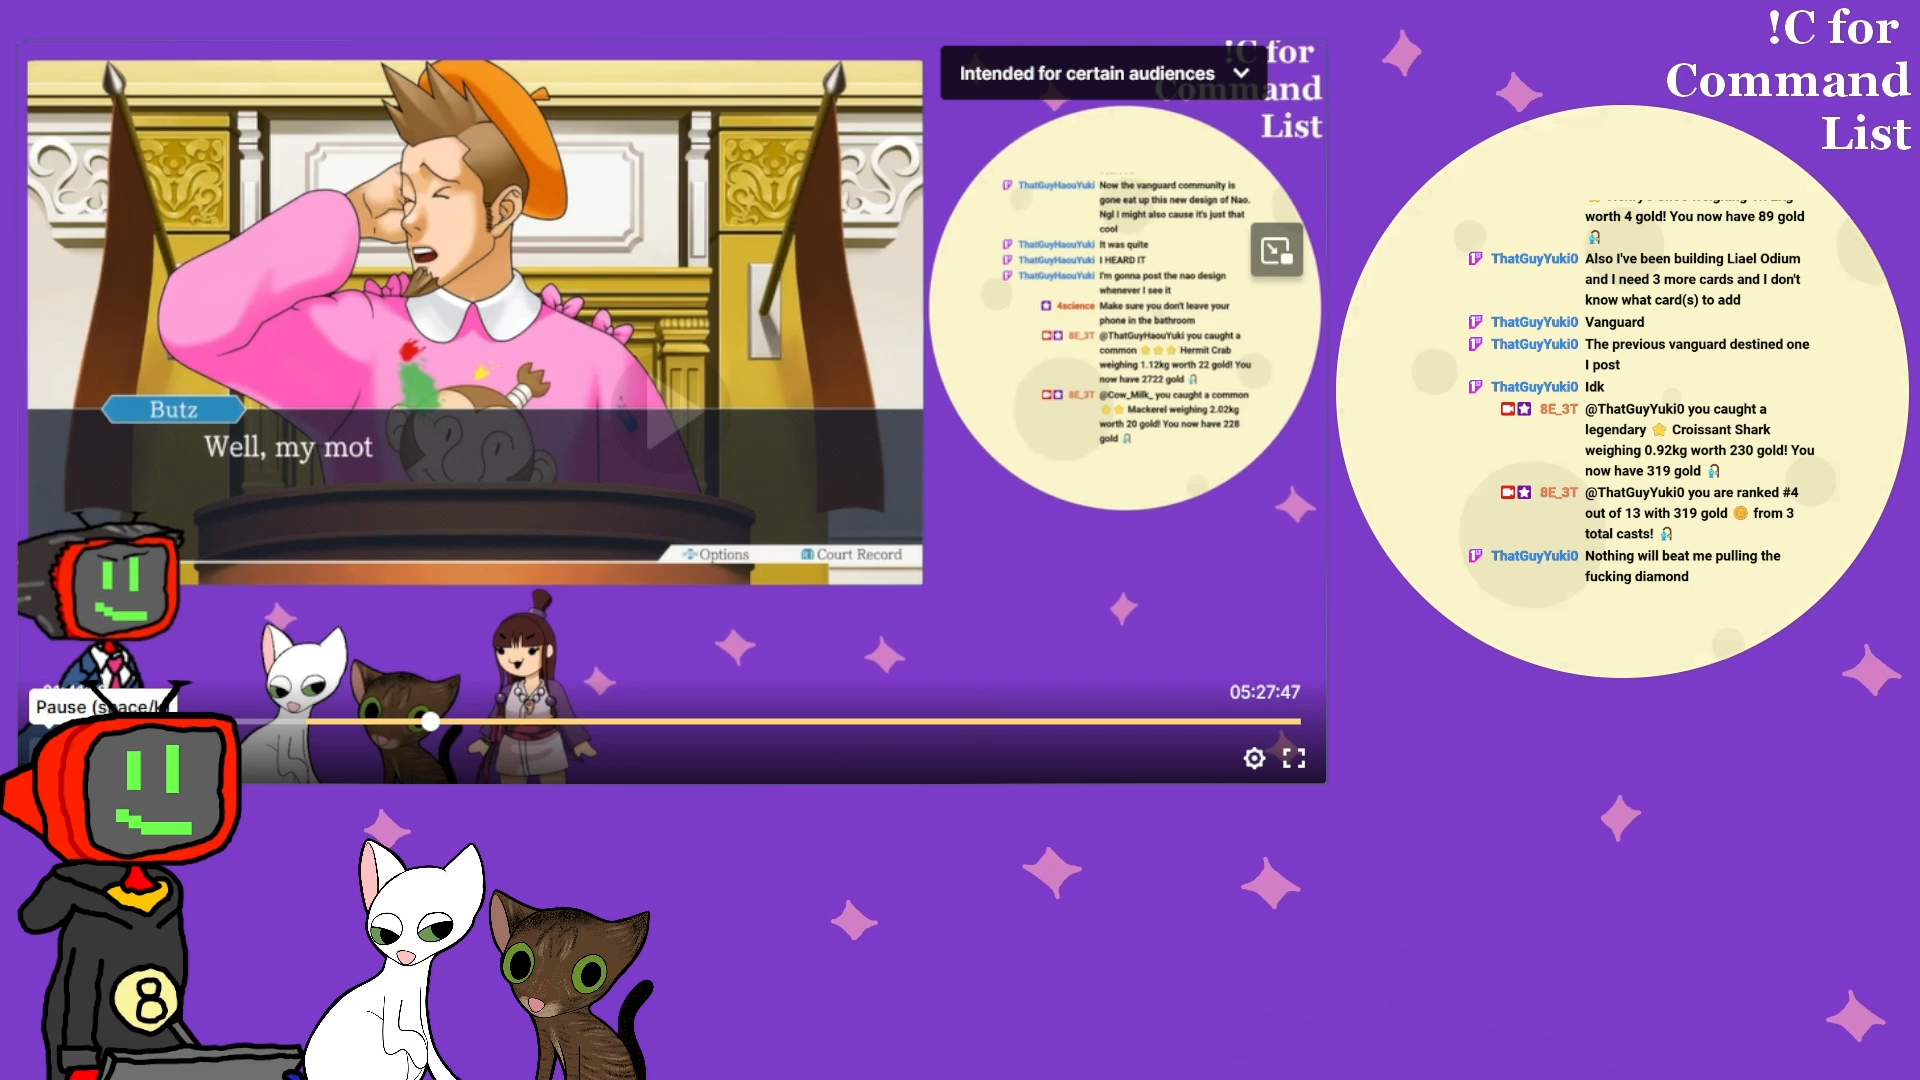 !C for
Command
List
Intended for certain audiences
!C for
Command
List
ThatGuyHaouYuki Now the vanguard community is
gone eat up this new design of Nao.
Ngl I might also cause it's just that
cool
ThatGuyHaouYuki It was quite
ThatGuyHaouYuki I HEARD IT
ThatGuyHaouYuki I'm gonna post the nao design
whenever I see it
4science Make sure you don't leave your
phone in the bathroom
8E_3T @ThatGuyHaouYuki you caught a
common Hermit Crab
weighing 1.12kg worth 22 gold! You
now have 2722 gold
8E_3T @Cow_Milk_ you caught a common
Mackerel weighing 2.02kg
worth 20 gold! You now have 228
gold
worth 4 gold! You now have 89 gold
ThatGuyYuki0 Also I've been building Liael Odium
and I need 3 more cards and I don't
know what card(s) to add
ThatGuyYuki0 Vanguard
ThatGuyYuki0 The previous vanguard destined one
I post
ThatGuyYuki0 Idk
8E_3T @ThatGuyYuki0 you caught a
legendary Croissant Shark
weighing 0.92kg worth 230 gold! You
now have 319 gold
8E_3T @ThatGuyYuki0 you are ranked #4
out of 13 with 319 gold from 3
total casts!
ThatGuyYuki0 Nothing will beat me pulling the
fucking diamond
Butz
Well, my mot
Options
Court Record
05:27:47
Pause (space/k)
8